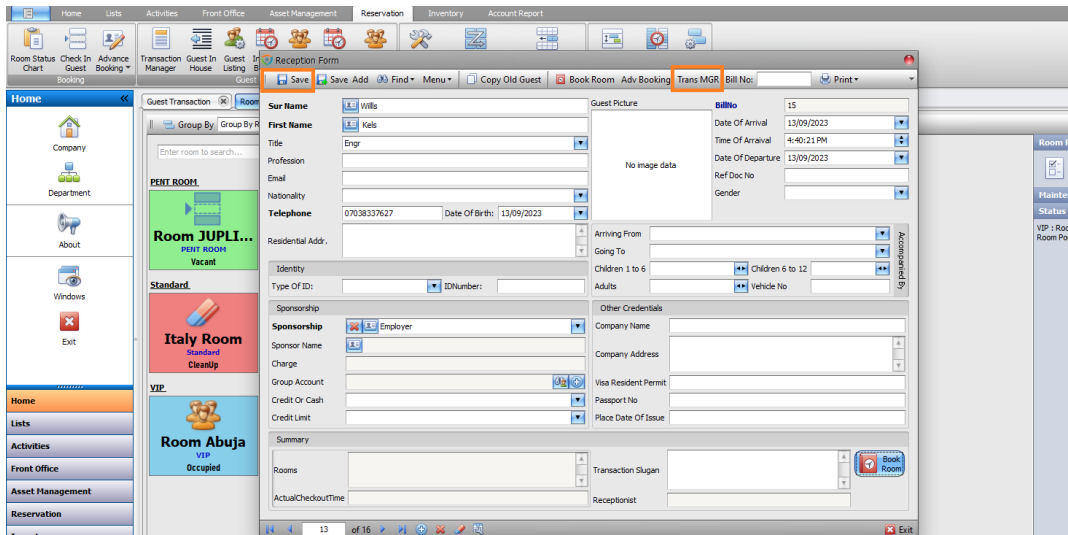 Home Lists Activities Front Office Asset Management Reservation Inventory Account Report
Room Status Check In Advance Transaction Guest In Guest
Chart Guest Booking Manager House Listing
Booking Guest
Reception Form
Save Save Add Find Menu Copy Old Guest Book Room Adv Booking Trans MGR Bill No: Print
Home «
Company
Department
About
Windows
Exit
Home
Lists
Activities
Front Office
Asset Management
Reservation
Guest Transaction Room
Group By Group By R
Enter room to search...
PENT ROOM
Room JUPLI...
PENT ROOM
Vacant
Standard
Italy Room
Standard
CleanUp
VIP
Room Abuja
VIP
Occupied
Sur Name Wills
First Name Kels
Title Engr
Profession
Email
Nationality
Telephone 07038337627 Date Of Birth: 13/09/2023
Residential Addr.
Identity
Type Of ID: IDNumber:
Sponsorship
Sponsorship Employer
Sponsor Name
Charge
Group Account
Credit Or Cash
Credit Limit
Guest Picture
No image data
BillNo 15
Date Of Arrival 13/09/2023
Time Of Arraival 4:40:21 PM
Date Of Departure 13/09/2023
Ref Doc No
Gender
Arriving From
Going To
Children 1 to 6 Children 6 to 12
Adults Vehicle No
Accompanied By
Other Credentials
Company Name
Company Address
Visa Resident Permit
Passport No
Place Date Of Issue
Summary
Rooms
ActualCheckoutTime
Transaction Slugan
Receptionist
Book
Room
13 of 16
Exit
Room
Mainte
Status
VIP : Roo
Room Po